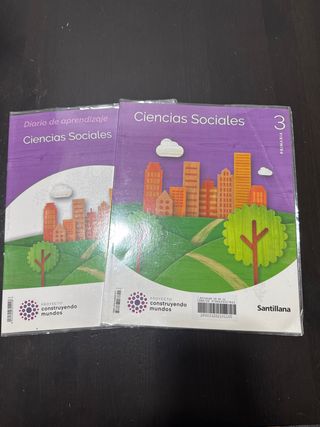 Diario de aprendizaje
Ciencias Sociales
PROYECTO
construyendo
mundos
Ciencias Sociales
3
PRIMARIA
PROYECTO
construyendo
mundos
Santillana